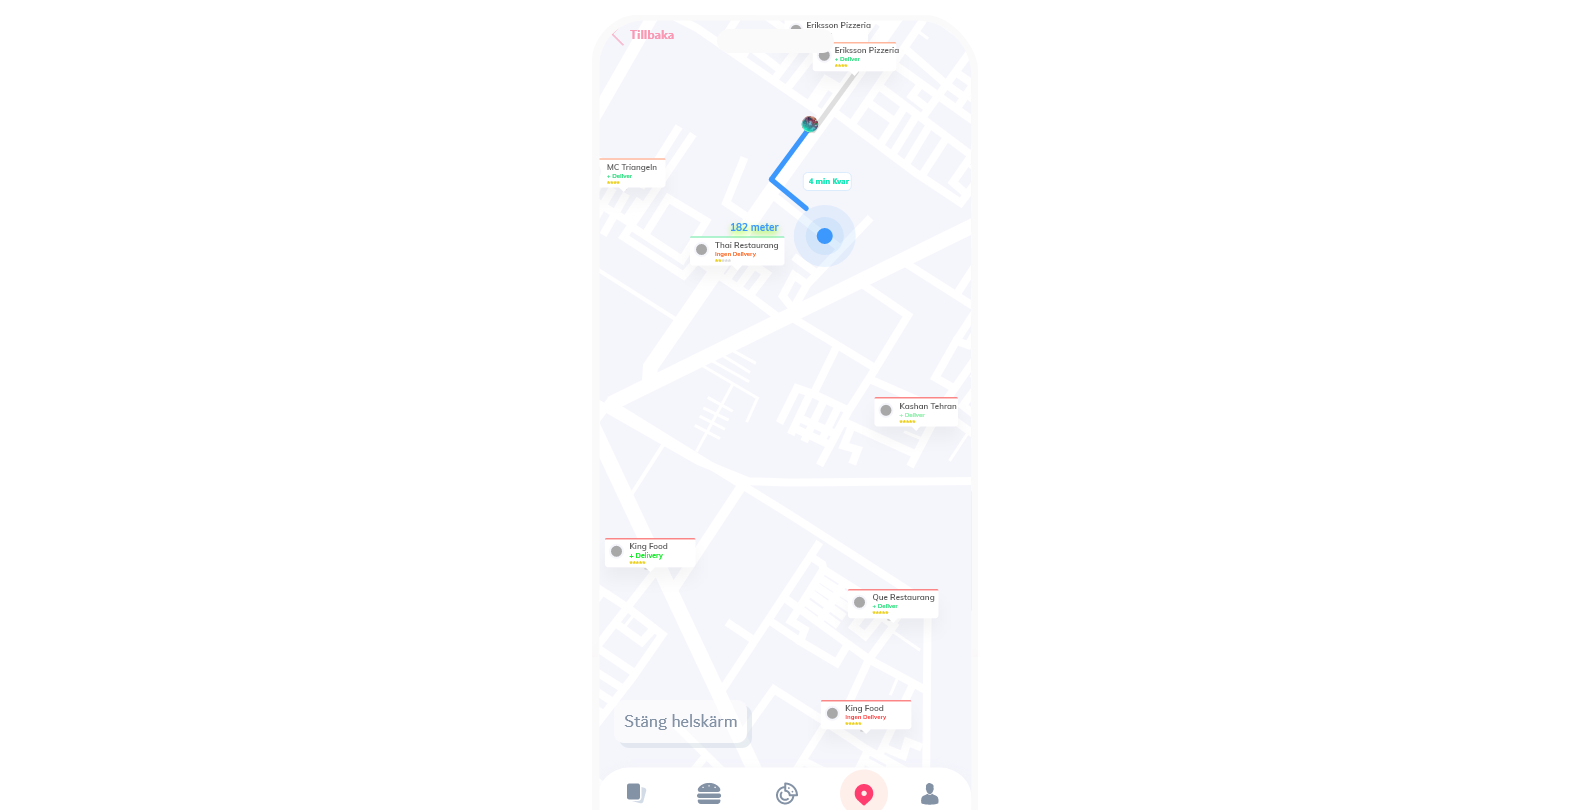 Eriksson Pizzeria
Tillbaka
Eriksson Pizzeria
+ Deliver
MC Triangeln
+ Deliver
4 min Kvar
182 meter
Thai Restaurang
Ingen Delivery
Kashan Tehran
+ Deliver
King Food
+ Delivery
Que Restaurang
+ Deliver
King Food
Ingen Delivery
Stäng helskärm